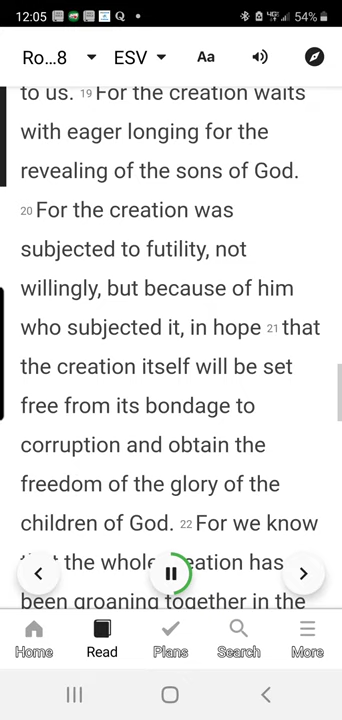 12:05 Q • 54%
Ro...8 ESV Aa
to us. 19 For the creation waits
with eager longing for the
revealing of the sons of God.
20 For the creation was
subjected to futility, not
willingly, but because of him
who subjected it, in hope 21 that
the creation itself will be set
free from its bondage to
corruption and obtain the
freedom of the glory of the
children of God. 22 For we know
the whole eation has
been groaning together in the
Home Read Plans Search More